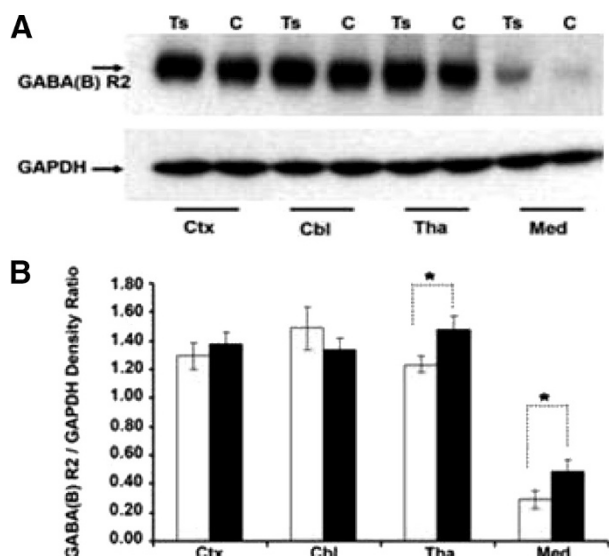 A
Ts C Ts C Ts C Ts C
GABA(B) R2
GAPDH
Ctx Cbl Tha Med
B
GABA(B) R2 / GAPDH Density Ratio
1.80
1.60
1.40
1.20
1.00
0.80
0.60
0.40
0.20
0.00
*
*
Ctx Cbl Tha Med